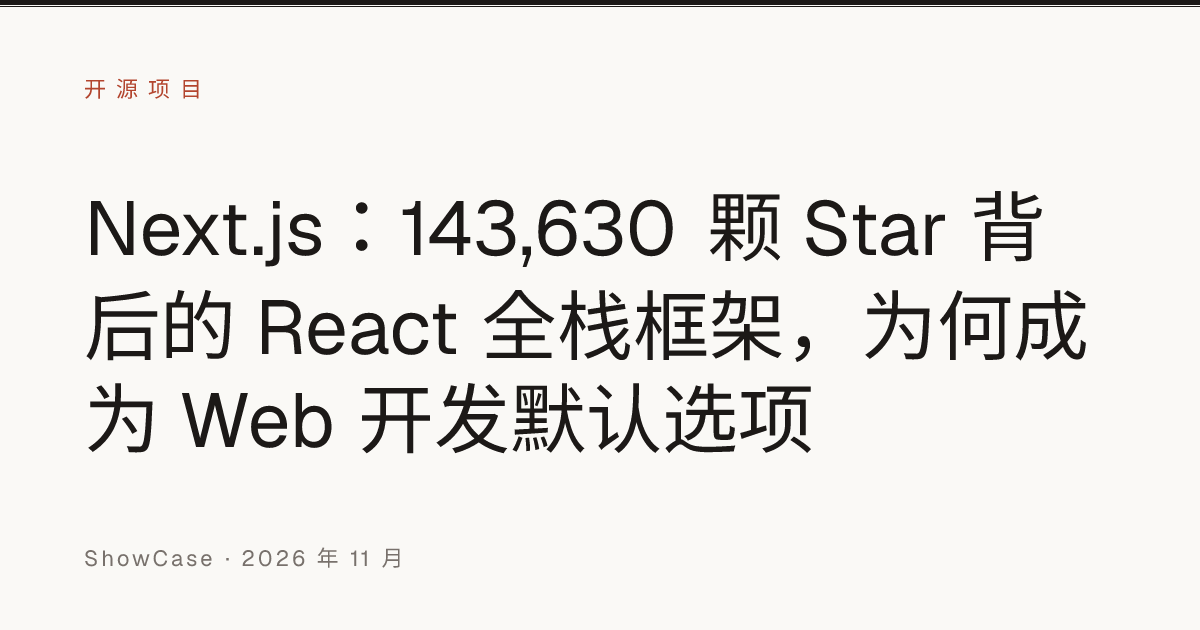 开源项目
Next.js：143,630 颗 Star 背
后的 React 全栈框架，为何成
为 Web 开发默认选项
ShowCase · 2026 年 11 月